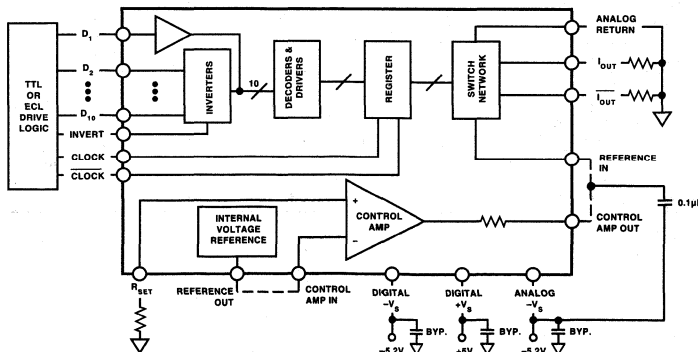 TTL
OR
ECL
DRIVE
LOGIC
D1
D2
D10
INVERT
CLOCK
CLOCK
INVERTERS
10
DECODERS &
DRIVERS
REGISTER
SWITCH
NETWORK
ANALOG
RETURN
IOUT
IOUT
REFERENCE
IN
CONTROL
AMP OUT
0.1µ
INTERNAL
VOLTAGE
REFERENCE
+
CONTROL
AMP
−
RSET
REFERENCE
OUT
CONTROL
AMP IN
DIGITAL
−VS
DIGITAL
+VS
ANALOG
−VS
BYP.
BYP.
BYP.
−5.2V
+5V
−5.2V